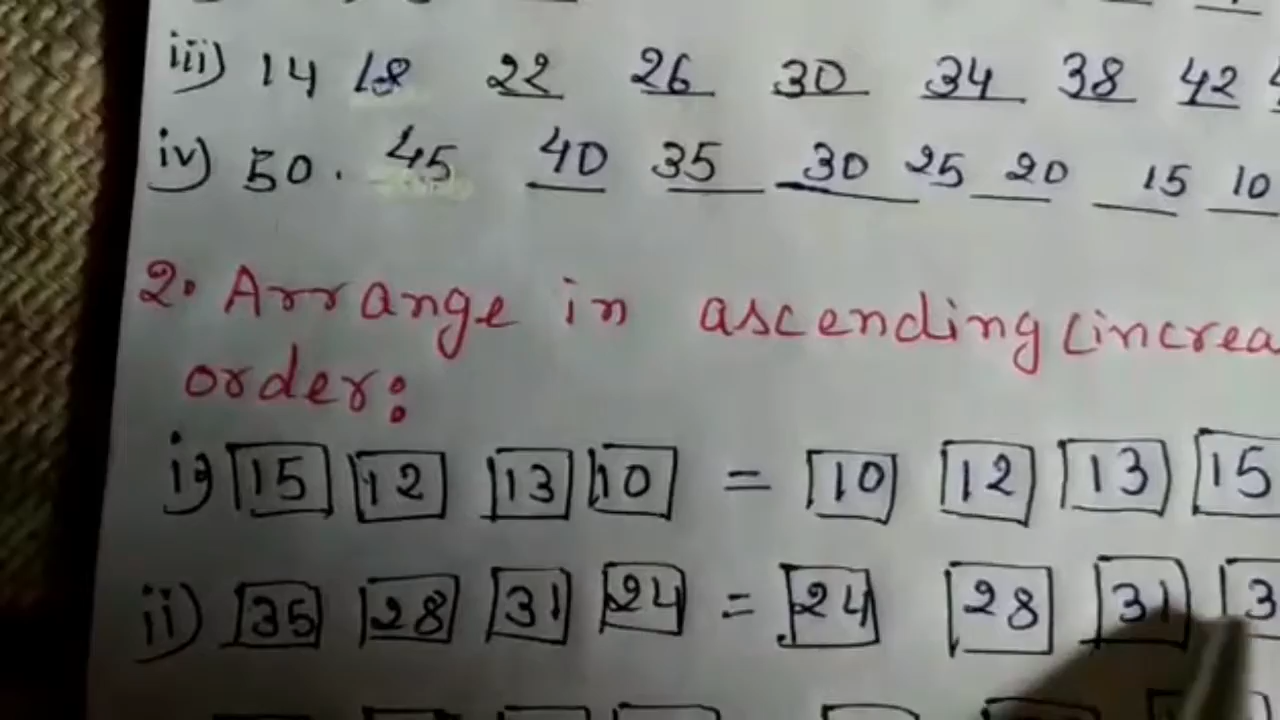 iii) 14 18 22 26 30 34 38 42
iv) 50. 45 40 35 30 25 20 15 10
2. Arrange in ascending (increa
order:
i) 15 12 13 10 = 10 12 13 15
ii) 35 28 31 24 = 24 28 31 3